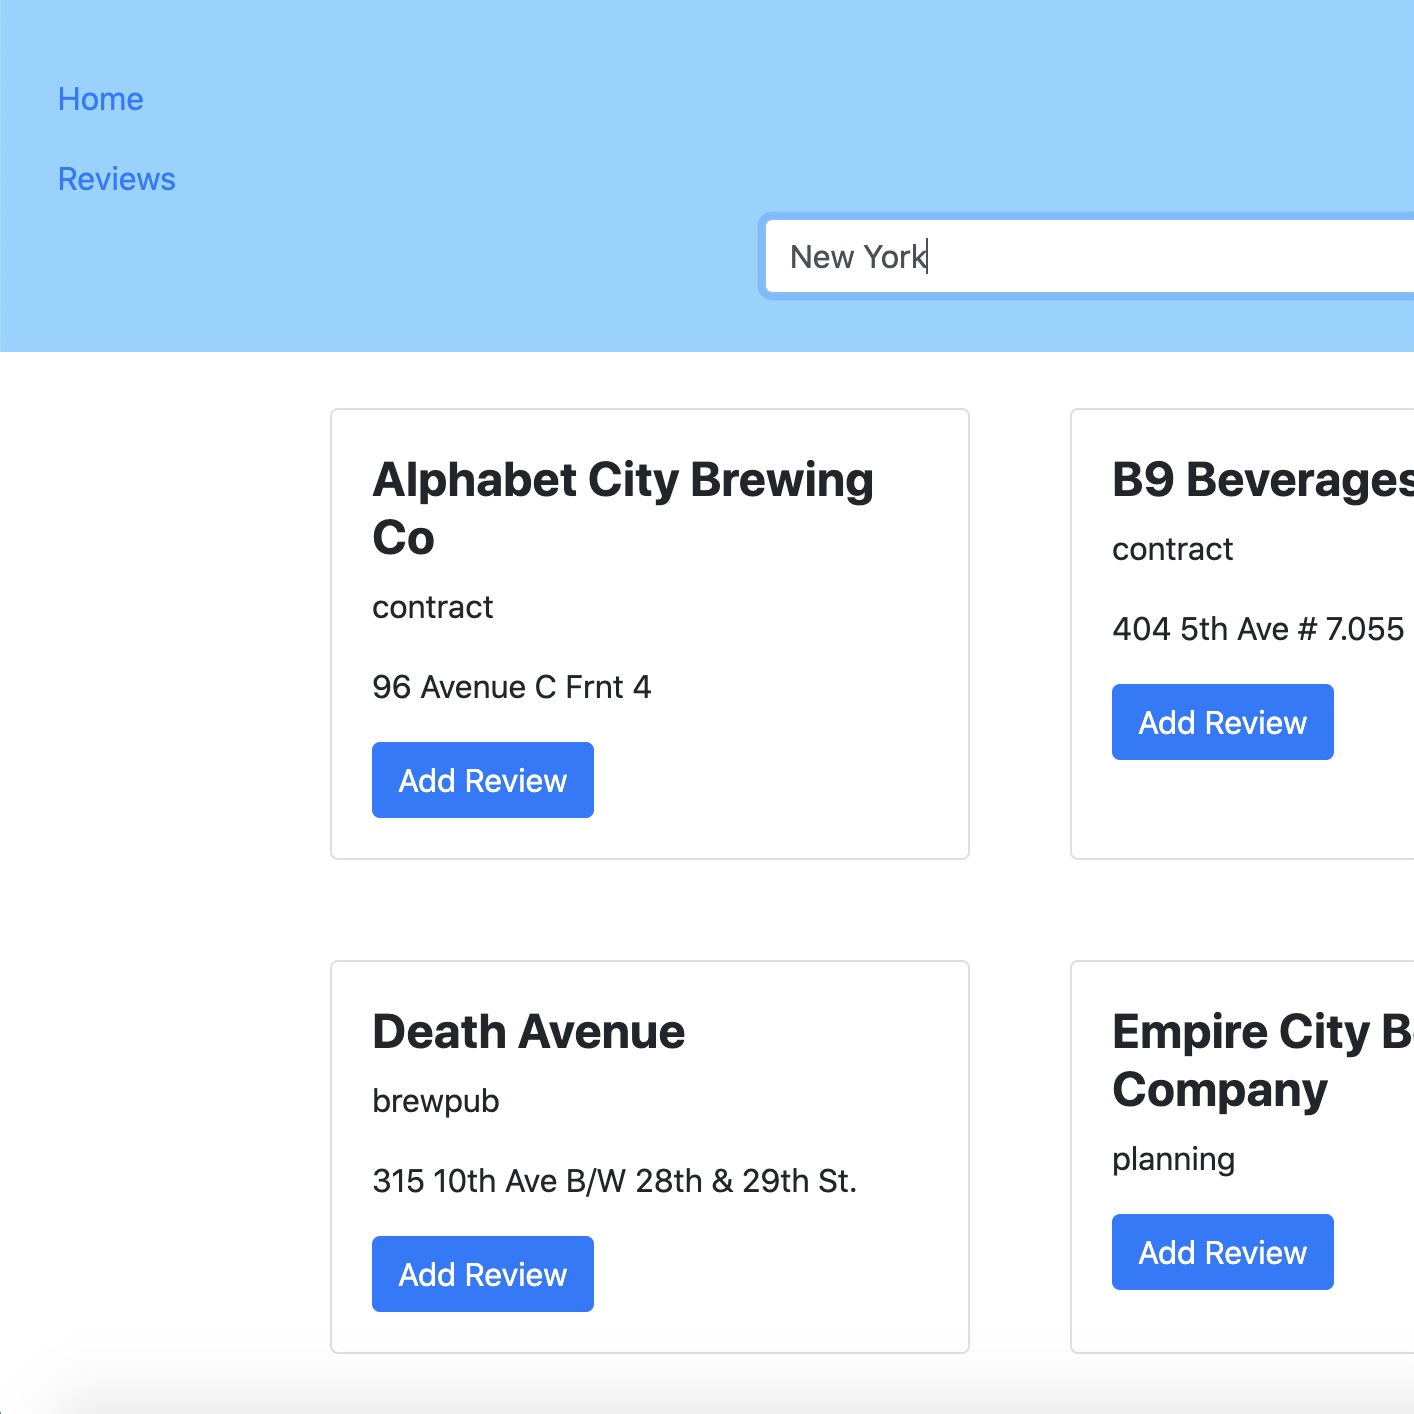 Home
Reviews
New York
Alphabet City Brewing
Co
contract
96 Avenue C Frnt 4
Add Review
B9 Beverages
contract
404 5th Ave # 7.055
Add Review
Death Avenue
brewpub
315 10th Ave B/W 28th & 29th St.
Add Review
Empire City
Company
planning
Add Review